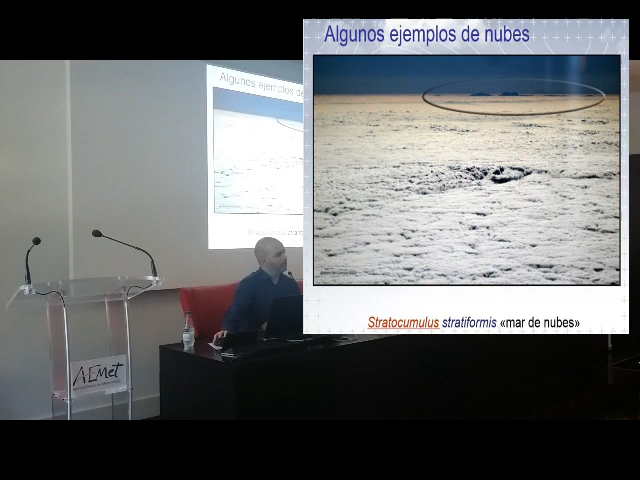 Algunos ejemplos de nubes
Stratocumulus stratiformis «mar de nubes»
Algunos ejemplos de
AEMet